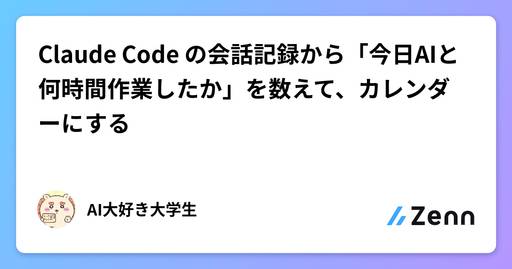 Claude Code の会話記録から「今日AIと
何時間作業したか」を数えて、カレンダ
ーにする
AI大好き大学生
Zenn